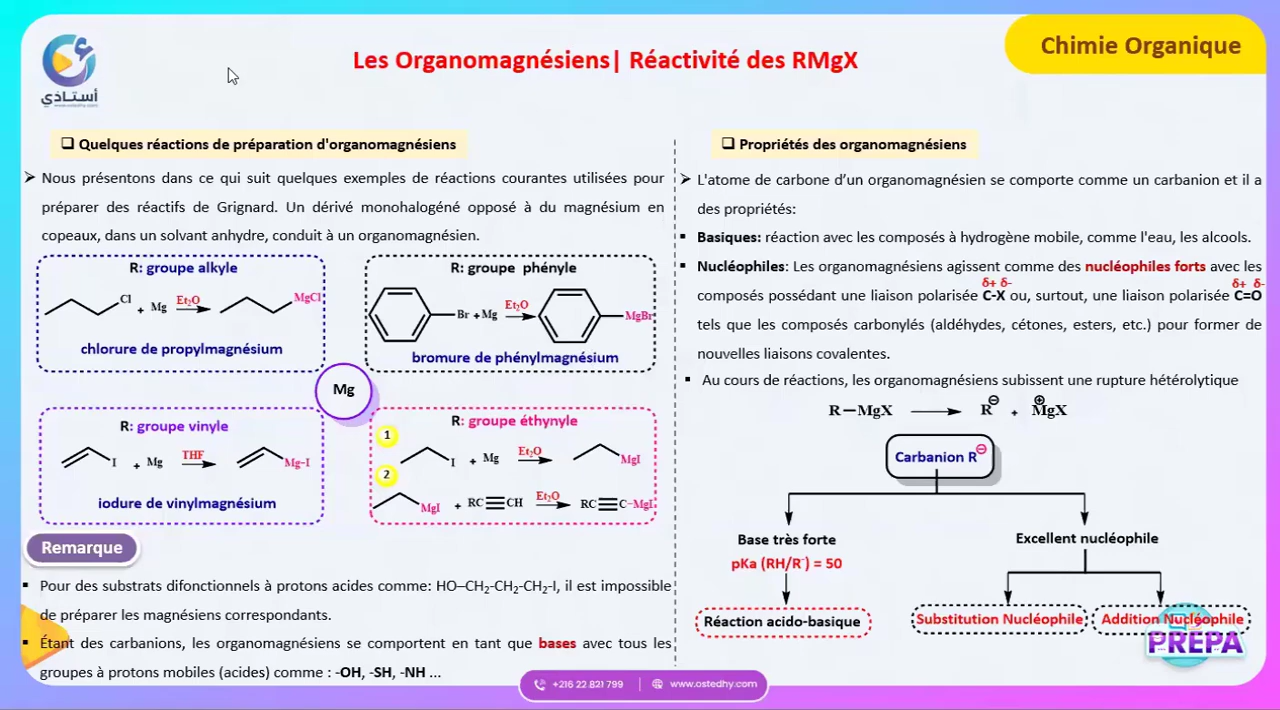 أستاذي
www.ostedhy.com
Les Organomagnésiens| Réactivité des RMgX
Chimie Organique
❑ Quelques réactions de préparation d'organomagnésiens
➢ Nous présentons dans ce qui suit quelques exemples de réactions courantes utilisées pour
préparer des réactifs de Grignard. Un dérivé monohalogéné opposé à du magnésium en
copeaux, dans un solvant anhydre, conduit à un organomagnésien.
R: groupe alkyle
Cl + Mg Et₂O MgCl
chlorure de propylmagnésium
R: groupe phényle
Br + Mg Et₂O MgBr
bromure de phénylmagnésium
Mg
R: groupe vinyle
I + Mg THF Mg-I
iodure de vinylmagnésium
R: groupe éthynyle
1
I + Mg Et₂O MgI
2
MgI + RC≡CH Et₂O RC≡C-MgI
Remarque
▪ Pour des substrats difonctionnels à protons acides comme: HO–CH₂-CH₂-CH₂-I, il est impossible
de préparer les magnésiens correspondants.
▪ Étant des carbanions, les organomagnésiens se comportent en tant que bases avec tous les
groupes à protons mobiles (acides) comme : -OH, -SH, -NH ...
❑ Propriétés des organomagnésiens
➢ L'atome de carbone d’un organomagnésien se comporte comme un carbanion et il a
des propriétés:
▪ Basiques: réaction avec les composés à hydrogène mobile, comme l'eau, les alcools.
▪ Nucléophiles: Les organomagnésiens agissent comme des nucléophiles forts avec les
δ+ δ- δ+ δ-
composés possédant une liaison polarisée C-X ou, surtout, une liaison polarisée C=O
tels que les composés carbonylés (aldéhydes, cétones, esters, etc.) pour former de
nouvelles liaisons covalentes.
▪ Au cours de réactions, les organomagnésiens subissent une rupture hétérolytique
R—MgX ⟶ R⊖ + ⊕MgX
Carbanion R⊖
Base très forte
pKa (RH/R⁻) = 50
Réaction acido-basique
Excellent nucléophile
Substitution Nucléophile
Addition Nucléophile
PREPA
+216 22 821 799 | www.ostedhy.com